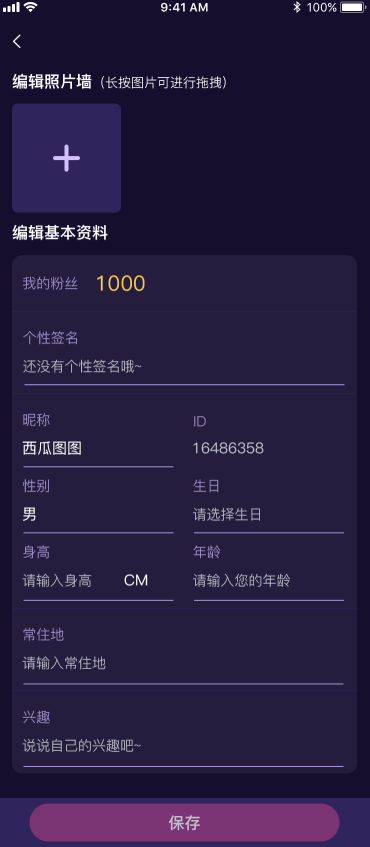 9:41 AM 100%
编辑照片墙（长按图片可进行拖拽）
编辑基本资料
我的粉丝 1000
个性签名
还没有个性签名哦~
昵称 ID
西瓜图图 16486358
性别 生日
男 请选择生日
身高 年龄
请输入身高 CM 请输入您的年龄
常住地
请输入常住地
兴趣
说说自己的兴趣吧~
保存